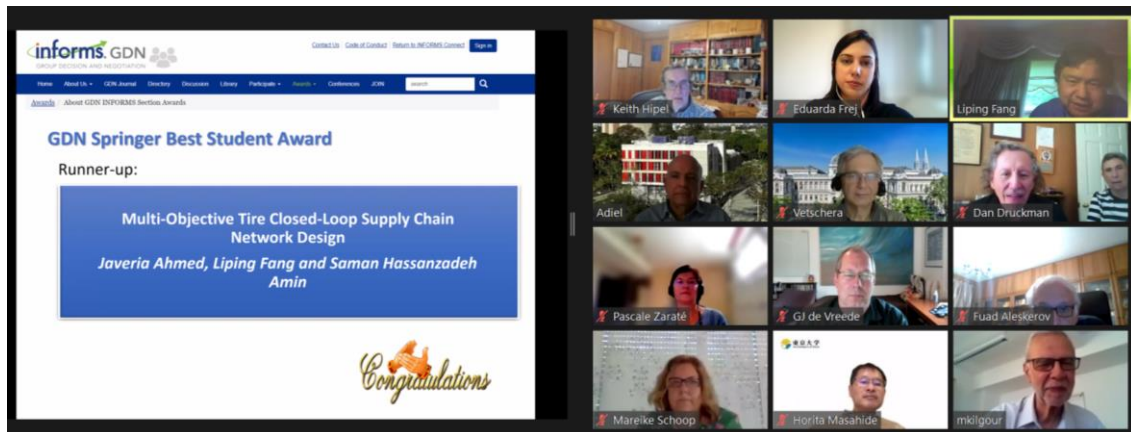 informs. GDN
GROUP DECISION AND NEGOTIATION
Contact Us Code of Conduct Return to INFORMS Connect Sign in
Home About Us GDN Journal Directory Discussion Library Participate Awards Conferences JOIN search
Awards / About GDN INFORMS Section Awards
GDN Springer Best Student Award
Runner-up:
Multi-Objective Tire Closed-Loop Supply Chain
Network Design
Javeria Ahmed, Liping Fang and Saman Hassanzadeh
Amin
Congratulations
Keith Hipel
Eduarda Frej
Liping Fang
Adiel
Vetschera
Dan Druckman
Pascale Zaraté
GJ de Vreede
Fuad Aleskerov
Mareike Schoop
東京大学
Horita Masahide
mkilgour